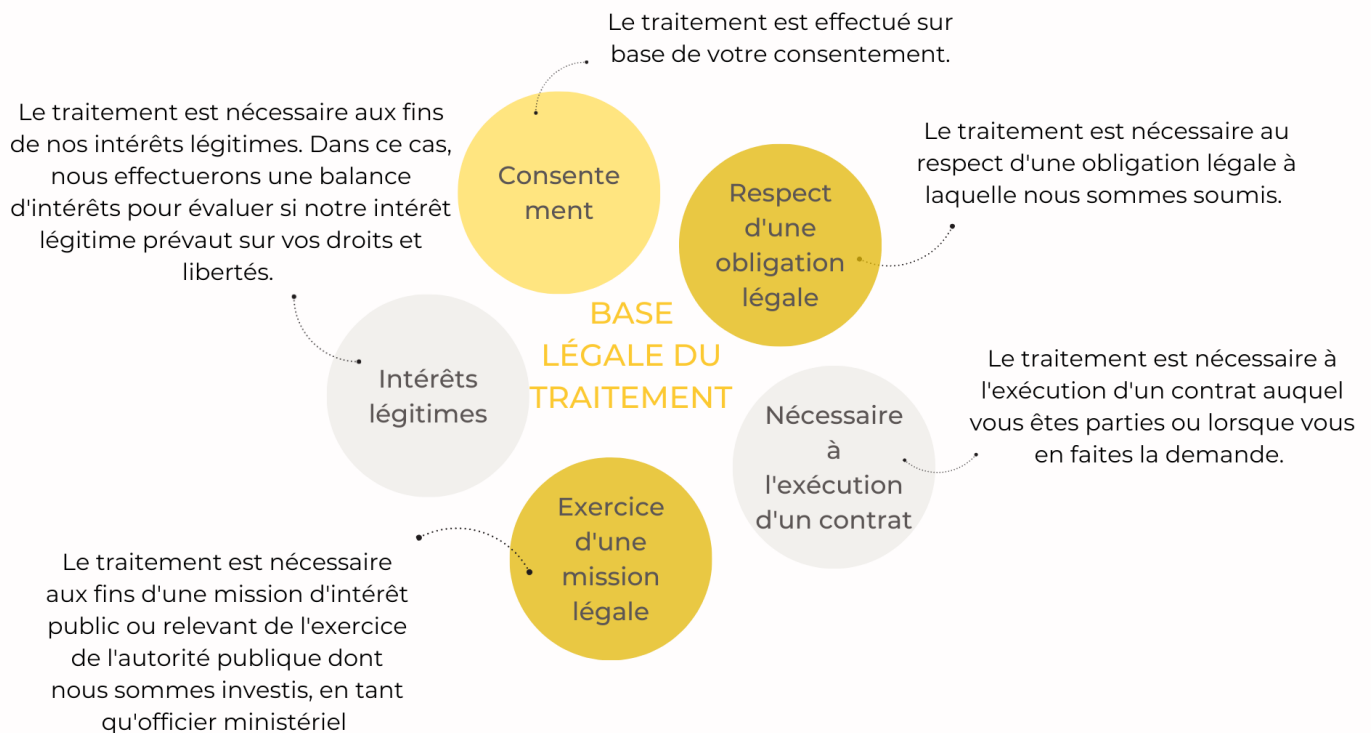 Le traitement est effectué sur
base de votre consentement.
Consente
ment
Le traitement est nécessaire au
respect d'une obligation légale à
laquelle nous sommes soumis.
Respect
d'une
obligation
légale
Le traitement est nécessaire à
l'exécution d'un contrat auquel
vous êtes parties ou lorsque vous
en faites la demande.
Nécessaire
à
l'exécution
d'un contrat
Exercice
d'une
mission
légale
Le traitement est nécessaire
aux fins d'une mission d'intérêt
public ou relevant de l'exercice
de l'autorité publique dont
nous sommes investis, en tant
qu'officier ministériel
Le traitement est nécessaire aux fins
de nos intérêts légitimes. Dans ce cas,
nous effectuerons une balance
d'intérêts pour évaluer si notre intérêt
légitime prévaut sur vos droits et
libertés.
Intérêts
légitimes
BASE
LÉGALE DU
TRAITEMENT